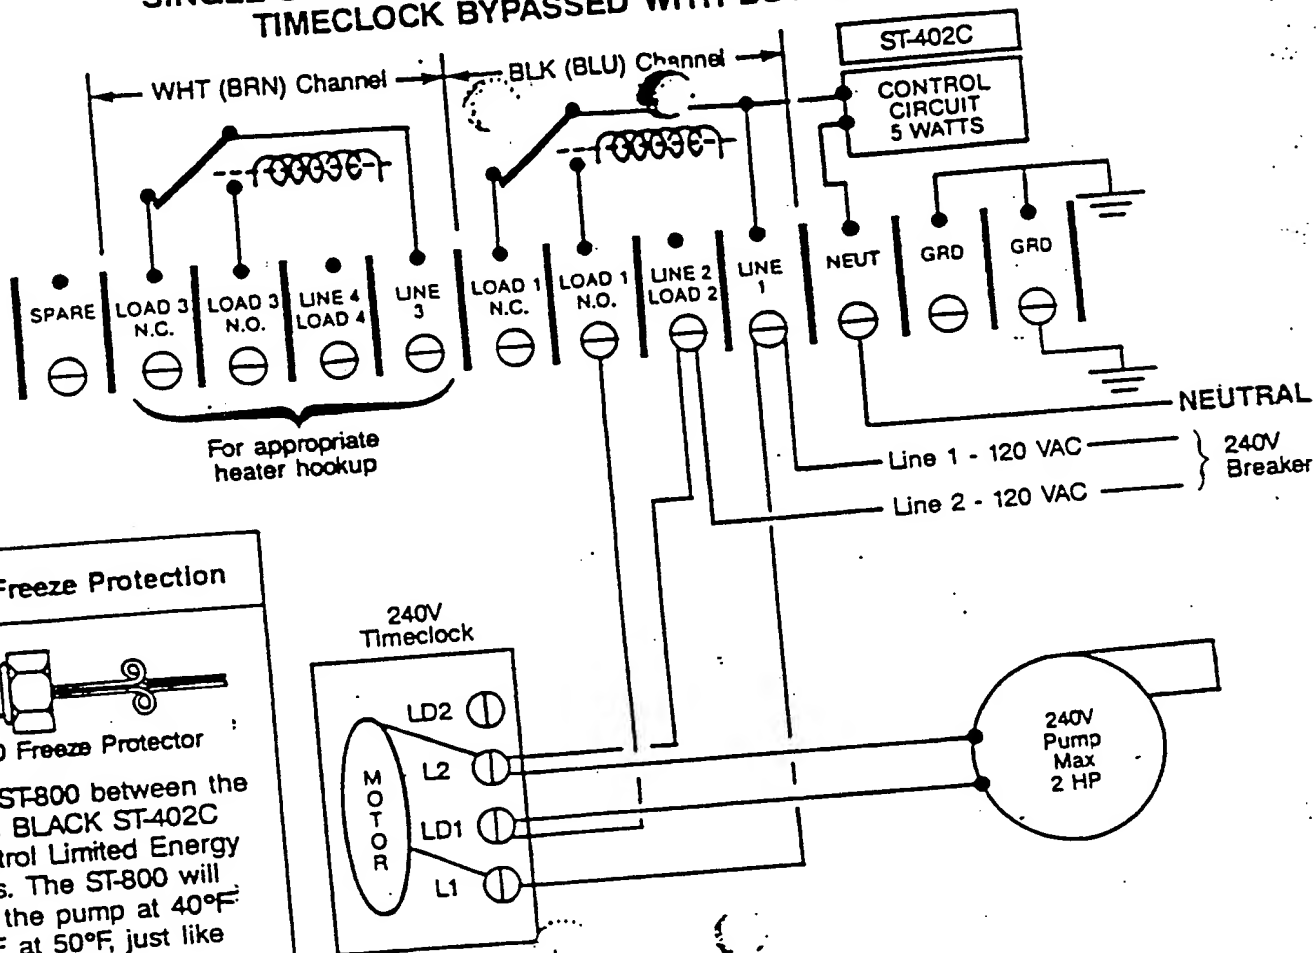 TIMECLOCK BYPASSED WITH
WHT (BRN) Channel
BLK (BLU) Channel
ST-402C
CONTROL
CIRCUIT
5 WATTS
SPARE
LOAD 3
N.C.
LOAD 3
N.O.
LINE 4
LOAD 4
LINE
3
LOAD 1
N.C.
LOAD 1
N.O.
LINE 2
LOAD 2
LINE
1
NEUT
GRD
GRD
For appropriate
heater hookup
NEUTRAL
Line 1 - 120 VAC
Line 2 - 120 VAC
240V
Breaker
Freeze Protection
Freeze Protector
ST-800 between the
BLACK ST-402C
trol Limited Energy
s. The ST-800 will
the pump at 40°F
F at 50°F, just like
240V
Timeclock
MOTOR
LD2
L2
LD1
L1
240V
Pump
Max
2 HP